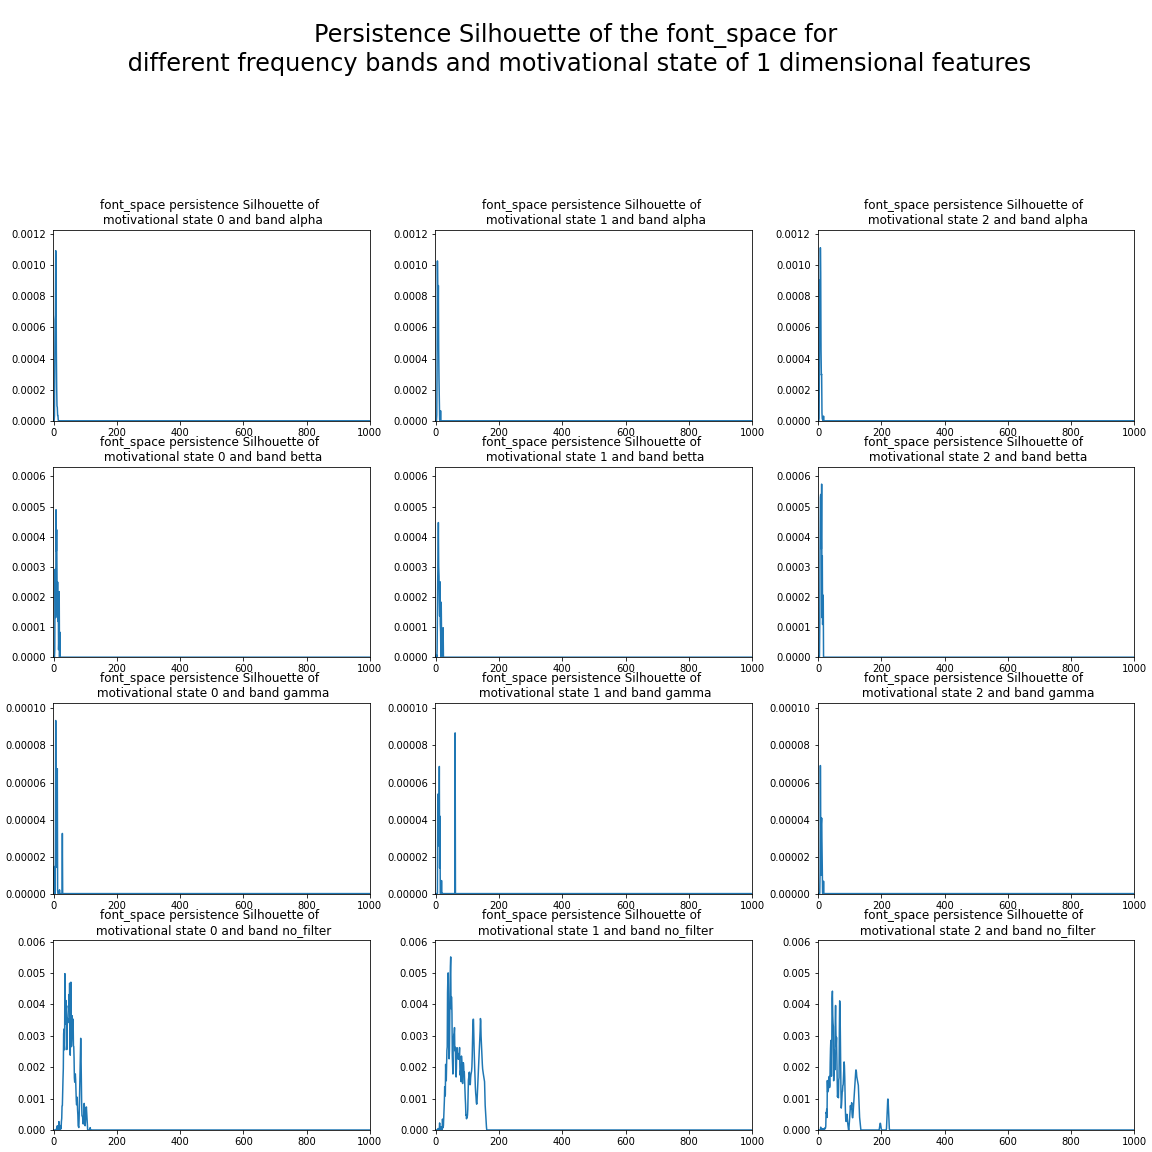 Persistence Silhouette of the font_space for
different frequency bands and motivational state of 1 dimensional features
font_space persistence Silhouette of
motivational state 0 and band alpha
0.0012
0.0010
0.0008
0.0006
0.0004
0.0002
0.0000
0 200 400 600 800 1000
font_space persistence Silhouette of
motivational state 1 and band alpha
0.0012
0.0010
0.0008
0.0006
0.0004
0.0002
0.0000
0 200 400 600 800 1000
font_space persistence Silhouette of
motivational state 2 and band alpha
0.0012
0.0010
0.0008
0.0006
0.0004
0.0002
0.0000
0 200 400 600 800 1000
font_space persistence Silhouette of
motivational state 0 and band betta
0.0006
0.0005
0.0004
0.0003
0.0002
0.0001
0.0000
0 200 400 600 800 1000
font_space persistence Silhouette of
motivational state 1 and band betta
0.0006
0.0005
0.0004
0.0003
0.0002
0.0001
0.0000
0 200 400 600 800 1000
font_space persistence Silhouette of
motivational state 2 and band betta
0.0006
0.0005
0.0004
0.0003
0.0002
0.0001
0.0000
0 200 400 600 800 1000
font_space persistence Silhouette of
motivational state 0 and band gamma
0.00010
0.00008
0.00006
0.00004
0.00002
0.00000
0 200 400 600 800 1000
font_space persistence Silhouette of
motivational state 1 and band gamma
0.00010
0.00008
0.00006
0.00004
0.00002
0.00000
0 200 400 600 800 1000
font_space persistence Silhouette of
motivational state 2 and band gamma
0.00010
0.00008
0.00006
0.00004
0.00002
0.00000
0 200 400 600 800 1000
font_space persistence Silhouette of
motivational state 0 and band no_filter
0.006
0.005
0.004
0.003
0.002
0.001
0.000
0 200 400 600 800 1000
font_space persistence Silhouette of
motivational state 1 and band no_filter
0.006
0.005
0.004
0.003
0.002
0.001
0.000
0 200 400 600 800 1000
font_space persistence Silhouette of
motivational state 2 and band no_filter
0.006
0.005
0.004
0.003
0.002
0.001
0.000
0 200 400 600 800 1000